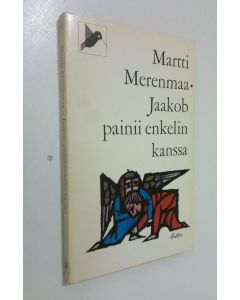 Martti
Merenmaa·
Jaakob
painii enkelin
kanssa